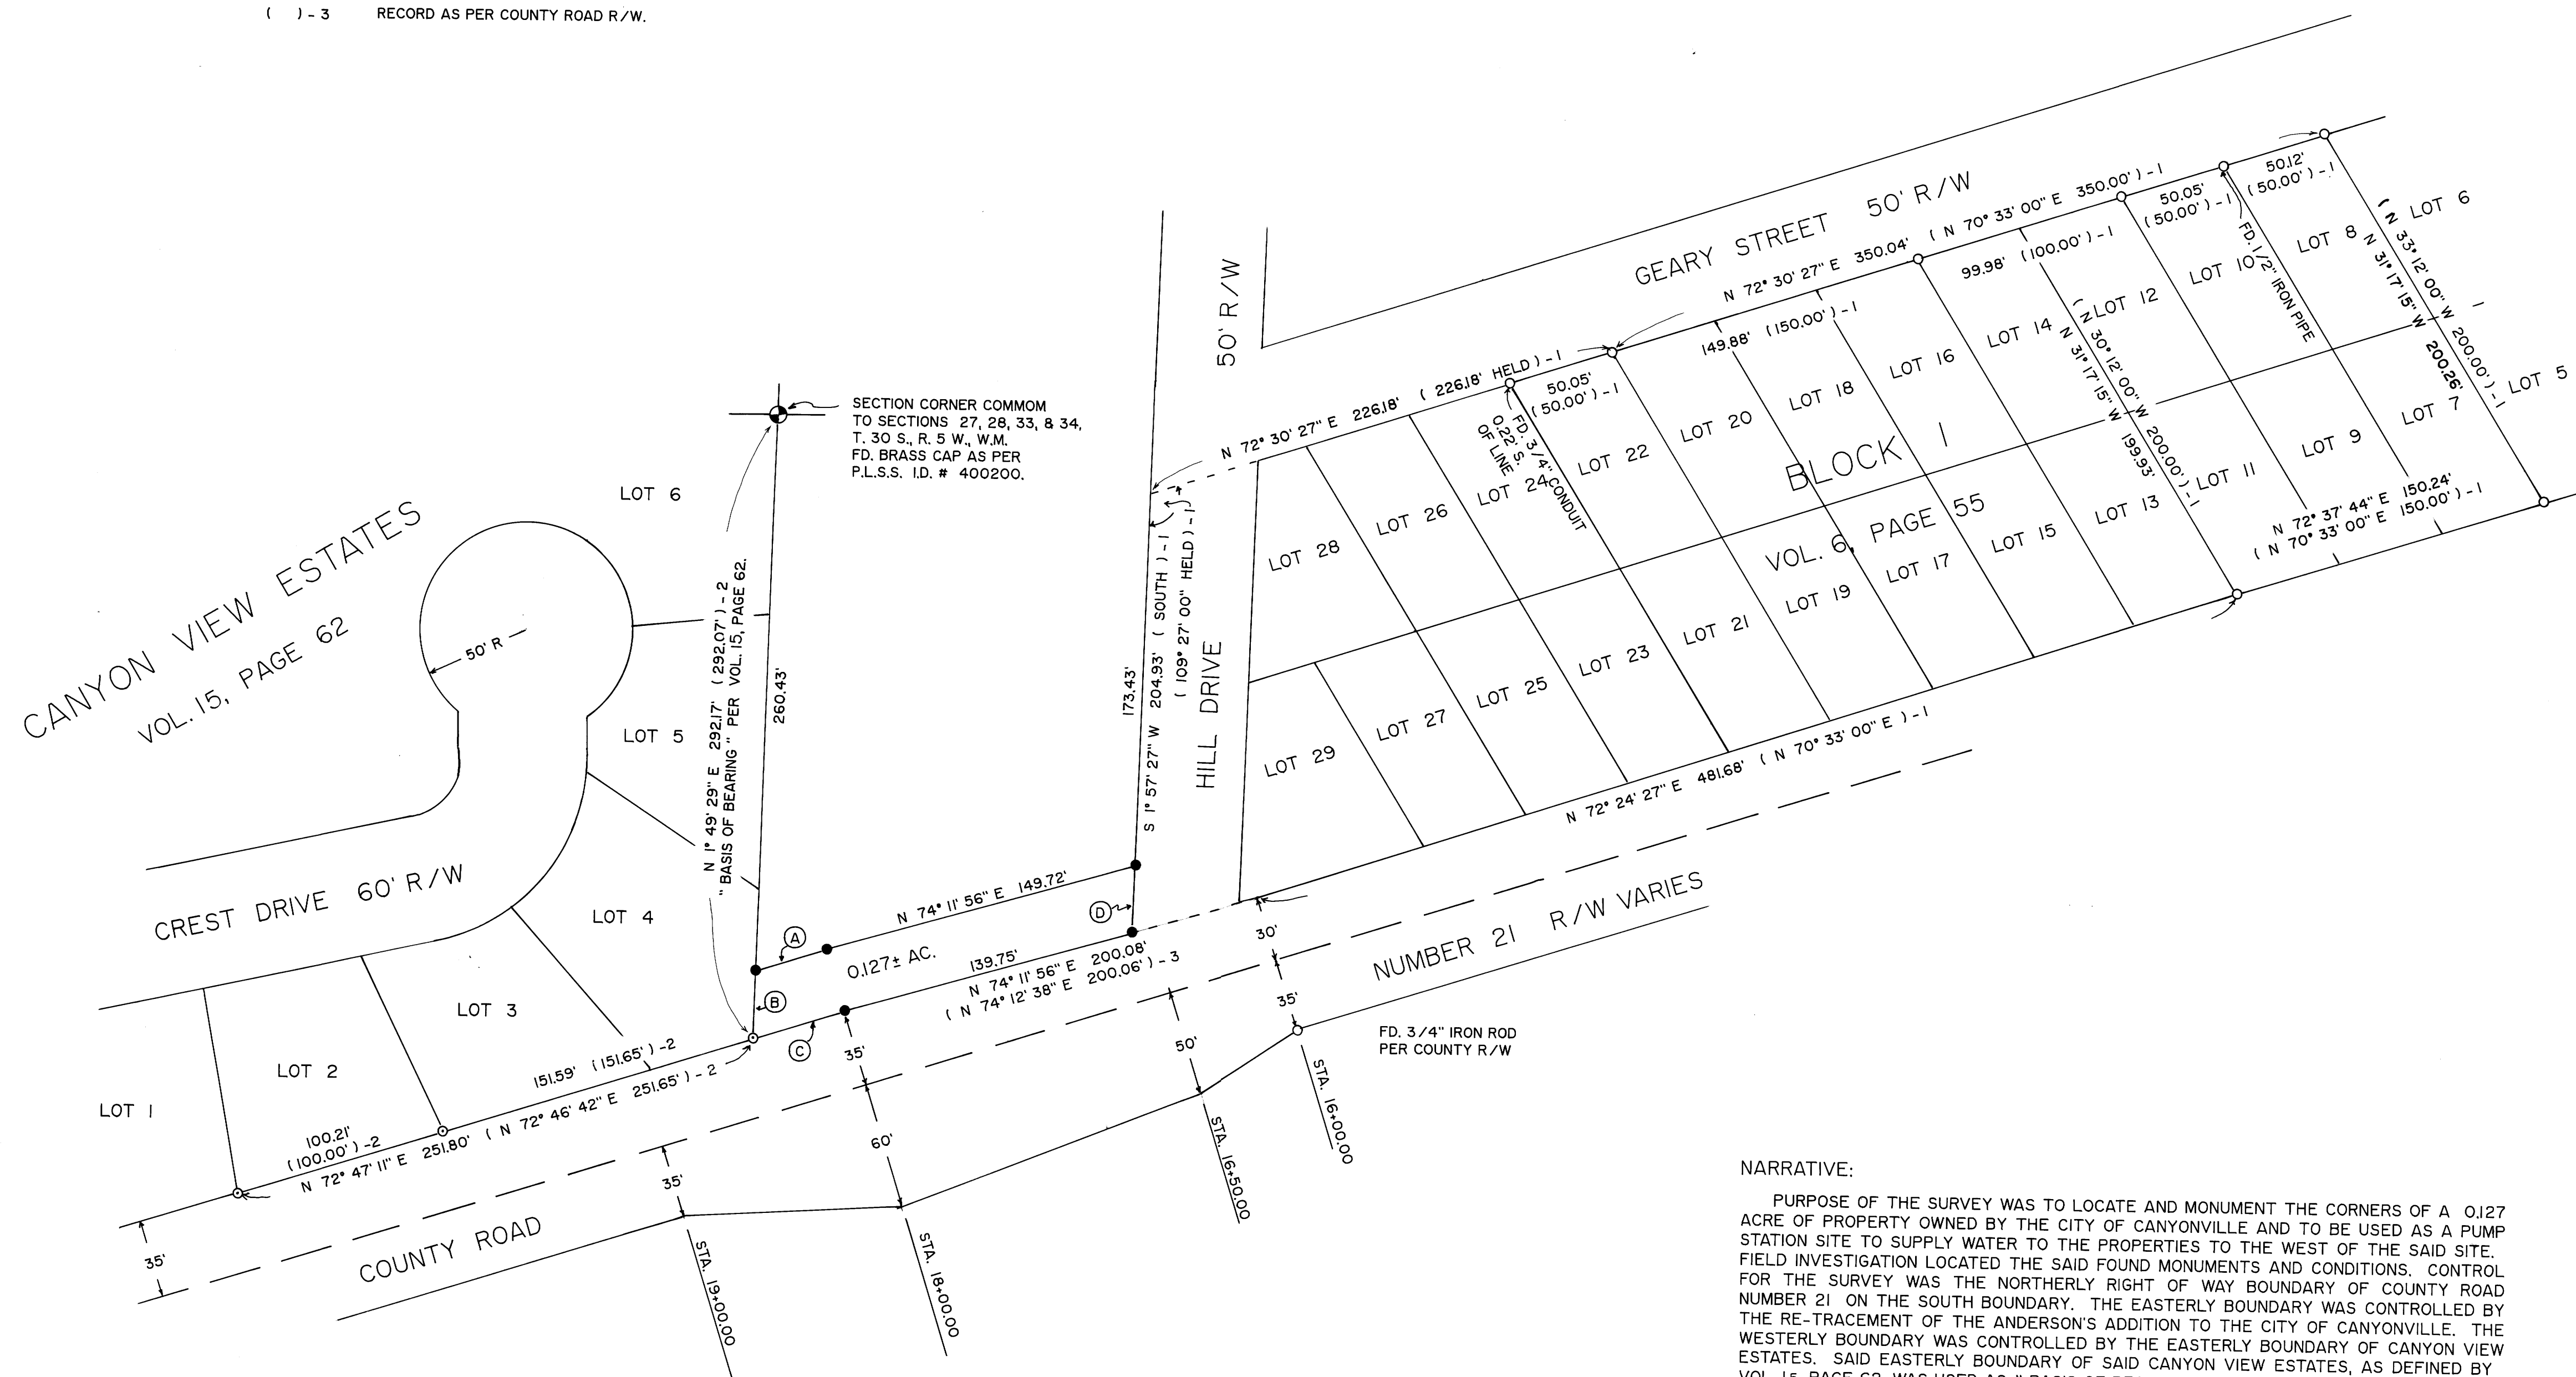 ( ) - 3 RECORD AS PER COUNTY ROAD R/W.
GEARY STREET 50' R/W
N 72° 30' 27" E 350.04' ( N 70° 33' 00" E 350.00' ) - 1
50.12'
( 50.00' ) - 1
50.05'
( 50.00' ) - 1
99.98' ( 100.00' ) - 1
149.88' ( 150.00' ) - 1
50.05'
( 50.00' ) - 1
N 72° 30' 27" E 226.18' ( 226.18' HELD ) - 1
FD. 1/2" IRON PIPE
FD. 3/4" CONDUIT
0.22' S.
OF LINE
( N 33° 12' 00" W 200.00' ) - 1
N 31° 17' 15" W 200.26'
( N 30° 12' 00" W 200.00' ) - 1
N 31° 17' 15" W 199.93'
LOT 6
LOT 8
LOT 10
LOT 12
LOT 14
LOT 16
LOT 18
LOT 20
LOT 22
LOT 24
LOT 26
LOT 28
BLOCK 1
VOL. 6, PAGE 55
LOT 5
LOT 7
LOT 9
LOT 11
LOT 13
LOT 15
LOT 17
LOT 19
LOT 21
LOT 23
LOT 25
LOT 27
LOT 29
N 72° 37' 44" E 150.24'
( N 70° 33' 00" E 150.00' ) - 1
N 72° 24' 27" E 481.68' ( N 70° 33' 00" E ) - 1
50' R/W
HILL DRIVE
173.43'
S 1° 57' 27" W 204.93' ( SOUTH ) - 1
( 109° 27' 00" HELD ) - 1
SECTION CORNER COMMOM
TO SECTIONS 27, 28, 33, & 34,
T. 30 S., R. 5 W., W.M.
FD. BRASS CAP AS PER
P.L.S.S. I.D. # 400200.
CANYON VIEW ESTATES
VOL. 15, PAGE 62
50' R
LOT 6
LOT 5
LOT 4
LOT 3
LOT 2
LOT 1
CREST DRIVE 60' R/W
N 1° 49' 29" E 292.17' ( 292.07' ) - 2
" BASIS OF BEARING " PER VOL. 15, PAGE 62.
260.43'
N 74° 11' 56" E 149.72'
A
B
C
D
0.127± AC.
139.75'
N 74° 11' 56" E 200.08'
( N 74° 12' 38" E 200.06' ) - 3
151.59' ( 151.65' ) - 2
100.21'
( 100.00' ) - 2
N 72° 47' 11" E 251.80' ( N 72° 46' 42" E 251.65' ) - 2
35'
35'
35'
60'
50'
30'
35'
STA. 19+00.00
STA. 18+00.00
STA. 16+50.00
STA. 16+00.00
COUNTY ROAD
NUMBER 21 R/W VARIES
FD. 3/4" IRON ROD
PER COUNTY R/W
NARRATIVE:
PURPOSE OF THE SURVEY WAS TO LOCATE AND MONUMENT THE CORNERS OF A 0.127
ACRE OF PROPERTY OWNED BY THE CITY OF CANYONVILLE AND TO BE USED AS A PUMP
STATION SITE TO SUPPLY WATER TO THE PROPERTIES TO THE WEST OF THE SAID SITE.
FIELD INVESTIGATION LOCATED THE SAID FOUND MONUMENTS AND CONDITIONS. CONTROL
FOR THE SURVEY WAS THE NORTHERLY RIGHT OF WAY BOUNDARY OF COUNTY ROAD
NUMBER 21 ON THE SOUTH BOUNDARY. THE EASTERLY BOUNDARY WAS CONTROLLED BY
THE RE-TRACEMENT OF THE ANDERSON'S ADDITION TO THE CITY OF CANYONVILLE. THE
WESTERLY BOUNDARY WAS CONTROLLED BY THE EASTERLY BOUNDARY OF CANYON VIEW
ESTATES. SAID EASTERLY BOUNDARY OF SAID CANYON VIEW ESTATES, AS DEFINED BY
VOL. 15, PAGE 62, WAS USED AS "